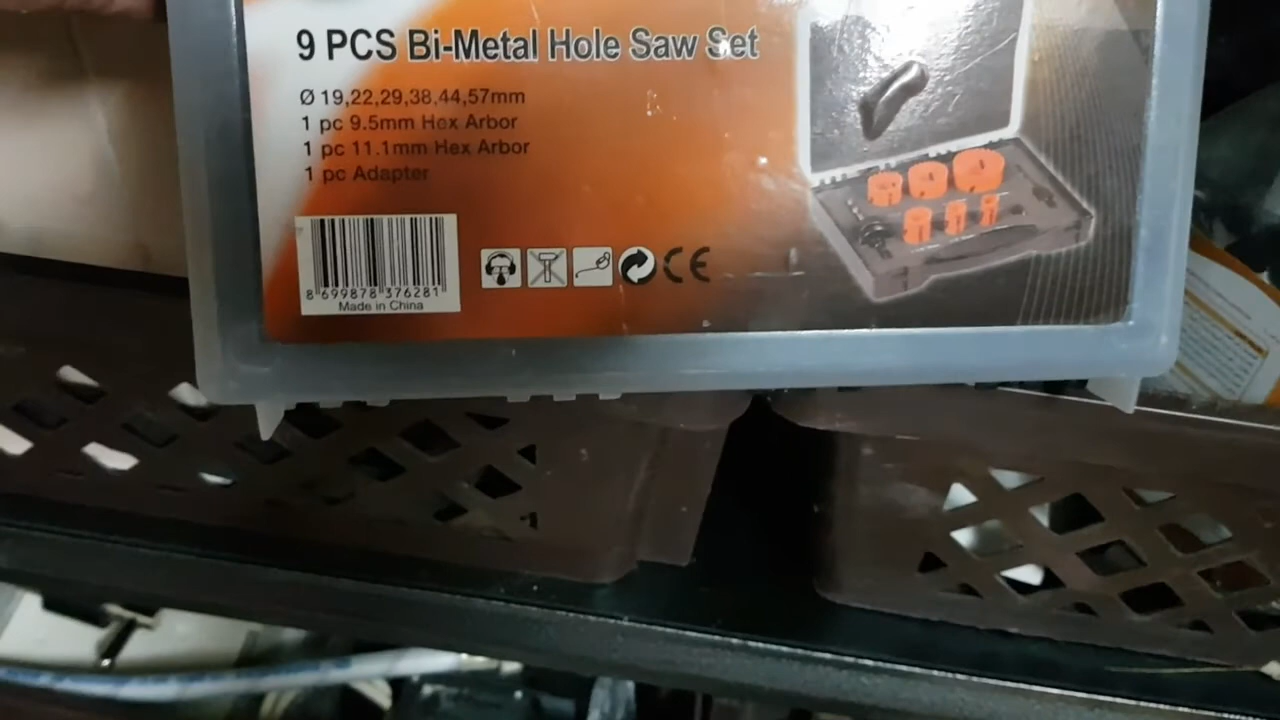 9 PCS Bi-Metal Hole Saw Set
Ø 19,22,29,38,44,57mm
1 pc 9.5mm Hex Arbor
1 pc 11.1mm Hex Arbor
1 pc Adapter
8 699878 376281
Made in China
CE